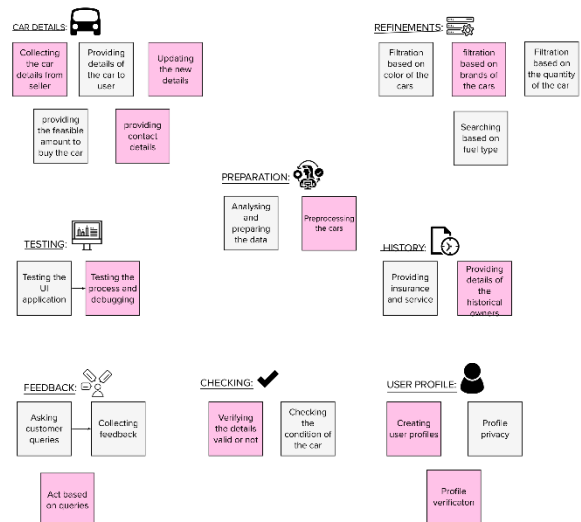 CAR DETAILS:
Collecting
the car
details from
seller
Providing
details of
the car to
user
Updating
the new
details
providing
the feasible
amount to
buy the car
providing
contact
details
REFINEMENTS:
Filtration
based on
color of the
cars
filtration
based on
brands of
the cars
Filtration
based on
the quantity
of the car
Searching
based on
fuel type
PREPARATION:
Analysing
and
preparing
the data
Preprocessing
the cars
TESTING:
Testing the
UI
application
Testing the
process and
debugging
HISTORY:
Providing
insurance
and service
Providing
details of
the
historical
owners
FEEDBACK:
Asking
customer
queries
Collecting
feedback
Act based
on queries
CHECKING:
Verifying
the details
valid or not
Checking
the
condition of
the car
USER PROFILE:
Creating
user profiles
Profile
privacy
Profile
verificaton